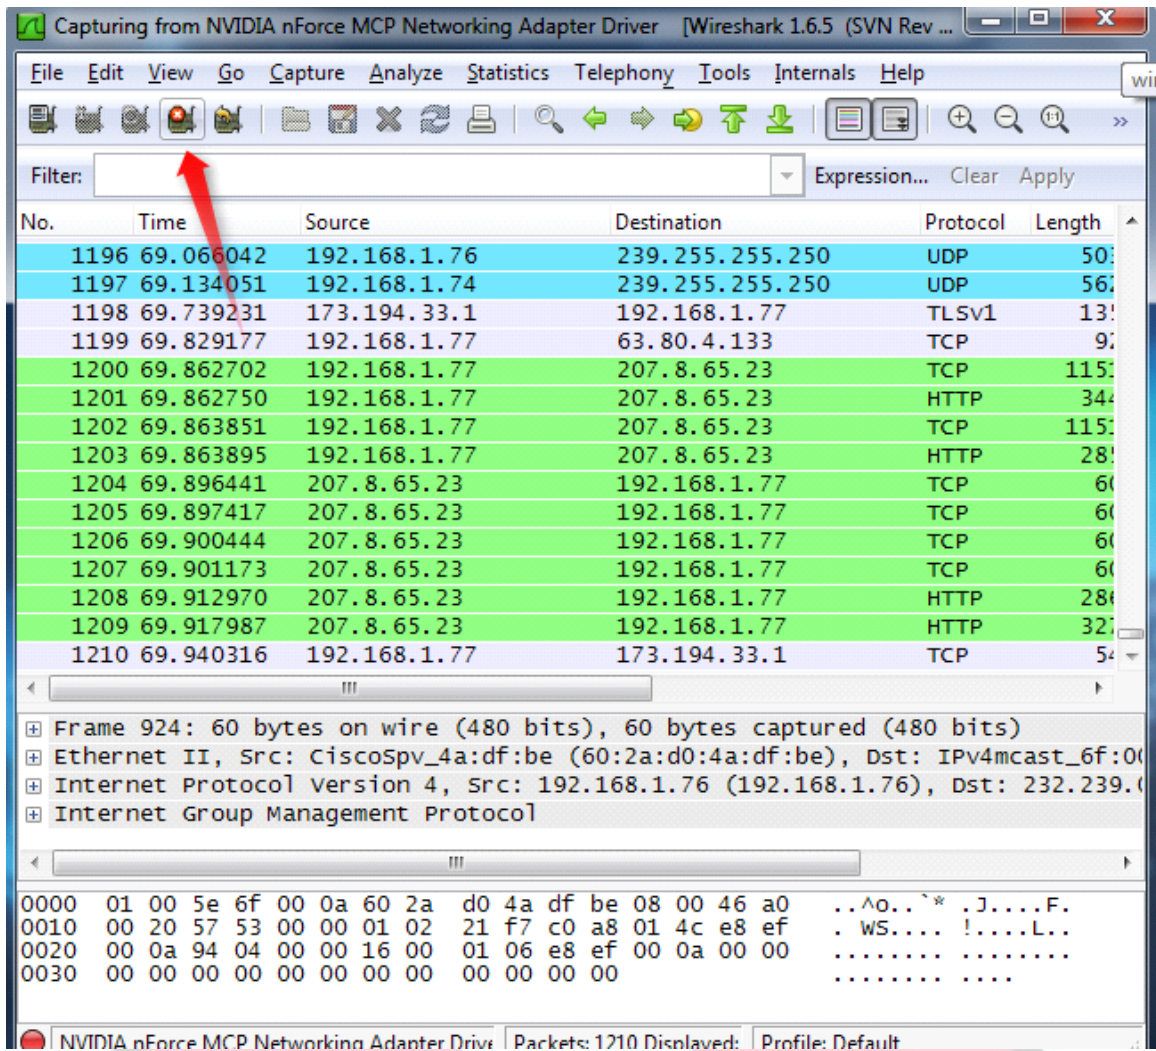 Capturing from NVIDIA nForce MCP Networking Adapter Driver [Wireshark 1.6.5 (SVN Rev ...
File Edit View Go Capture Analyze Statistics Telephony Tools Internals Help
Filter: Expression... Clear Apply
No. Time Source Destination Protocol Length
1196 69.066042 192.168.1.76 239.255.255.250 UDP 503
1197 69.134051 192.168.1.74 239.255.255.250 UDP 562
1198 69.739231 173.194.33.1 192.168.1.77 TLSv1
1199 69.829177 192.168.1.77 63.80.4.133 TCP
1200 69.862702 192.168.1.77 207.8.65.23 TCP 1151
1201 69.862750 192.168.1.77 207.8.65.23 HTTP 344
1202 69.863851 192.168.1.77 207.8.65.23 TCP 1151
1203 69.863895 192.168.1.77 207.8.65.23 HTTP
1204 69.896441 207.8.65.23 192.168.1.77 TCP 60
1205 69.897417 207.8.65.23 192.168.1.77 TCP 60
1206 69.900444 207.8.65.23 192.168.1.77 TCP 60
1207 69.901173 207.8.65.23 192.168.1.77 TCP 60
1208 69.912970 207.8.65.23 192.168.1.77 HTTP 286
1209 69.917987 207.8.65.23 192.168.1.77 HTTP 327
1210 69.940316 192.168.1.77 173.194.33.1 TCP 54
Frame 924: 60 bytes on wire (480 bits), 60 bytes captured (480 bits)
Ethernet II, Src: CiscoSpv_4a:df:be (60:2a:d0:4a:df:be), Dst: IPv4mcast_6f:00
Internet Protocol Version 4, Src: 192.168.1.76 (192.168.1.76), Dst: 232.239.0
Internet Group Management Protocol
0000 01 00 5e 6f 00 0a 60 2a d0 4a df be 08 00 46 a0 ..^o..`* .J....F.
0010 00 20 57 53 00 00 01 02 21 f7 c0 a8 01 4c e8 ef . WS.... !....L..
0020 00 0a 94 04 00 00 16 00 01 06 e8 ef 00 0a 00 00 ........ ........
0030 00 00 00 00 00 00 00 00 00 00 00 00 ........ ....
NVIDIA nForce MCP Networking Adapter Drive Packets: 1210 Displayed: Profile: Default